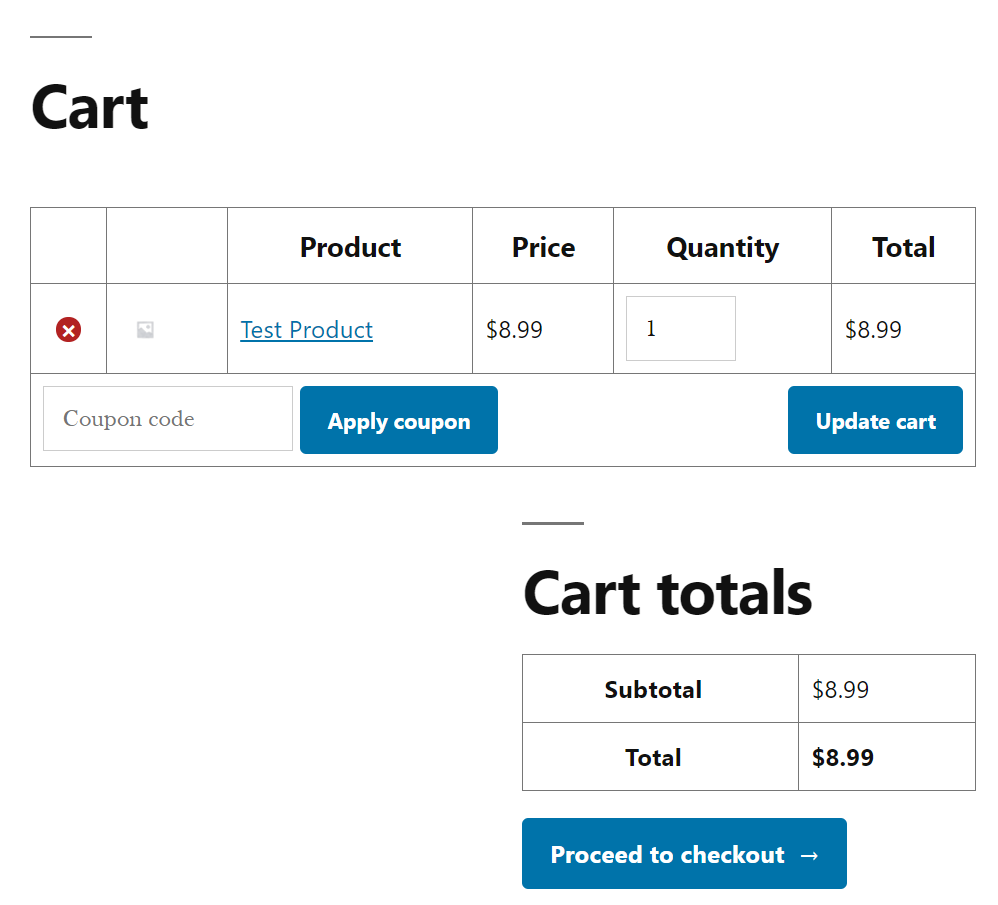 Cart
Product Price Quantity Total
Test Product $8.99 1 $8.99
Coupon code Apply coupon Update cart
Cart totals
Subtotal $8.99
Total $8.99
Proceed to checkout →